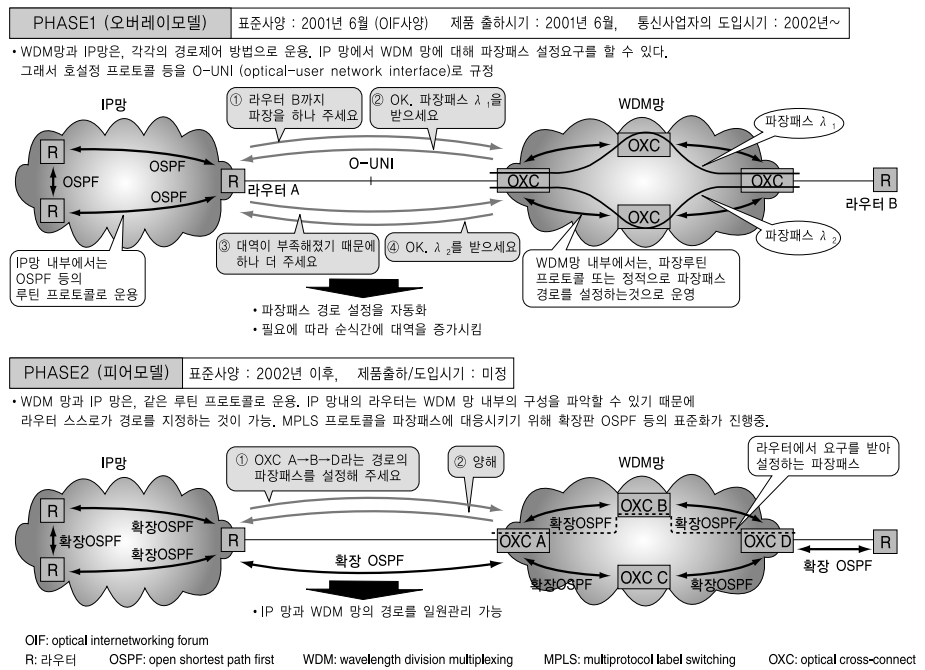 PHASE1 (오버레이모델)
표준사양 : 2001년 6월 (OIF사양) 제품 출하시기 : 2001년 6월, 통신사업자의 도입시기 : 2002년~
• WDM망과 IP망은, 각각의 경로제어 방법으로 운용. IP 망에서 WDM 망에 대해 파장패스 설정요구를 할 수 있다.
그래서 호설정 프로토콜 등을 O-UNI (optical-user network interface)로 규정
IP망
① 라우터 B까지
파장을 하나 주세요
② OK. 파장패스 λ₁을
받으세요
WDM망
파장패스 λ₁
R
OSPF
OXC
O-UNI
R
OSPF
OSPF
R
라우터 A
OXC
OXC
R
라우터 B
OXC
파장패스 λ₂
IP망 내부에서는
OSPF 등의
루틴 프로토콜로 운용
③ 대역이 부족해졌기 때문에
하나 더 주세요
④ OK. λ₂를 받으세요
WDM망 내부에서는, 파장루틴
프로토콜 또는 정적으로 파장패스
경로를 설정하는것으로 운영
• 파장패스 경로 설정을 자동화
• 필요에 따라 순식간에 대역을 증가시킴
PHASE2 (피어모델)
표준사양 : 2002년 이후, 제품출하/도입시기 : 미정
• WDM 망과 IP 망은, 같은 루틴 프로토콜로 운용. IP 망내의 라우터는 WDM 망 내부의 구성을 파악할 수 있기 때문에
라우터 스스로가 경로를 지정하는 것이 가능. MPLS 프로토콜을 파장패스에 대응시키기 위해 확장판 OSPF 등의 표준화가 진행중.
IP망
① OXC A→B→D라는 경로의
파장패스를 설정해 주세요
② 양해
WDM망
라우터에서 요구를 받아
설정하는 파장패스
R
확장OSPF
OXC B
확장OSPF
확장OSPF
확장OSPF
R
OXC A
OXC D
R
확장OSPF
R
확장 OSPF
확장 OSPF
OXC C
확장OSPF
확장OSPF
• IP 망과 WDM 망의 경로를 일원관리 가능
OIF: optical internetworking forum
R: 라우터 OSPF: open shortest path first WDM: wavelength division multiplexing MPLS: multiprotocol label switching OXC: optical cross-connect